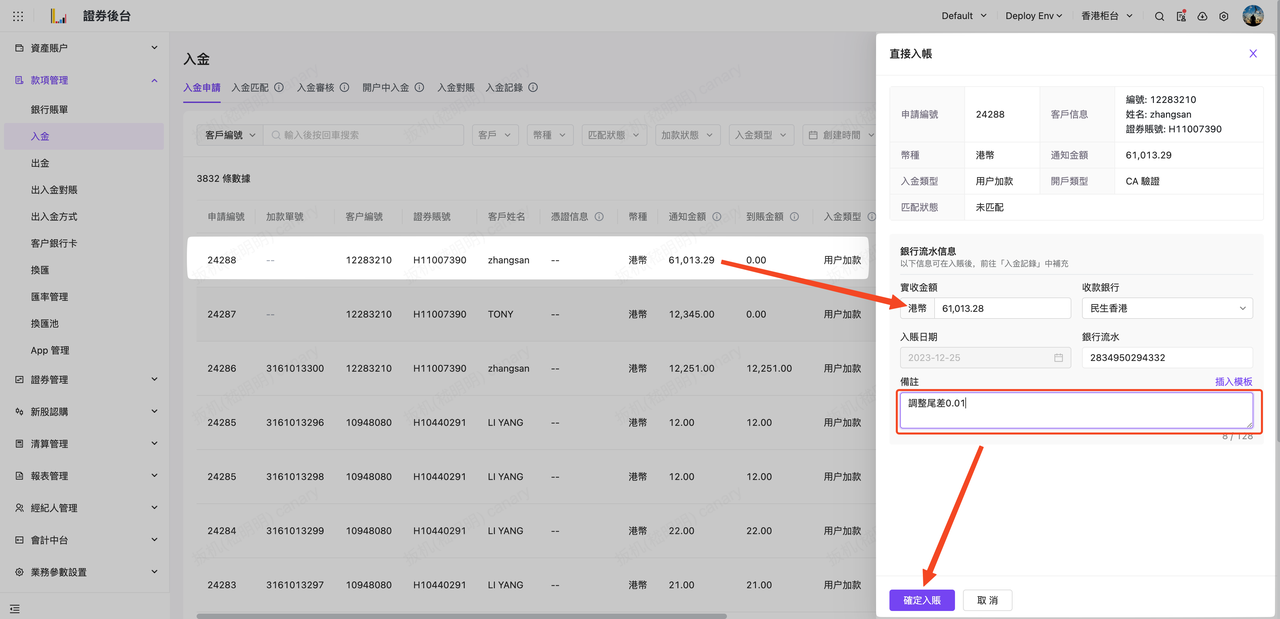 證券後台
Default
Deploy Env
香港柜台
資產賬户
款項管理
銀行賬單
入金
出金
出入金對賬
出入金方式
客户銀行卡
換匯
匯率管理
換匯池
App 管理
證券管理
新股認購
清算管理
報表管理
經紀人管理
會計中台
業務參數設置
入金
入金申請 入金匹配 入金審核 開户中入金 入金對賬 入金記錄
客戶編號 輸入後按回車搜索 客戶 幣種 匹配狀態 加款狀態 入金類型 創建時間
3832 條數據
申請編號 加款單號 客户編號 證券賬號 客戶姓名 憑證信息 幣種 通知金額 到賬金額 入金類型
24288 -- 12283210 H11007390 zhangsan -- 港幣 61,013.29 0.00 用户加款
24287 -- 12283210 H11007390 TONY -- 港幣 12,345.00 0.00 用户加款
24286 3161013300 12283210 H11007390 zhangsan -- 港幣 12,251.00 12,251.00 用户加款
24285 3161013296 10948080 H10440291 LI YANG -- 港幣 12.00 12.00 用户加款
24285 3161013298 10948080 H10440291 LI YANG -- 港幣 12.00 12.00 用户加款
24284 3161013299 10948080 H10440291 LI YANG -- 港幣 22.00 22.00 用户加款
24283 3161013297 10948080 H10440291 LI YANG -- 港幣 21.00 21.00 用户加款
直接入帳
申請編號 24288 客戶信息
編號: 12283210
姓名: zhangsan
證券賬號: H11007390
幣種 港幣 通知金額 61,013.29
入金類型 用户加款 開戶類型 CA 驗證
匹配狀態 未匹配
銀行流水信息
以下信息可在入賬後，前往「入金記錄」中補充
實收金額 收款銀行
港幣 61,013.28 民生香港
入賬日期 銀行流水
2023-12-25 2834950294332
備註 插入模板
調整尾差0.01
8 / 128
確定入賬 取 消